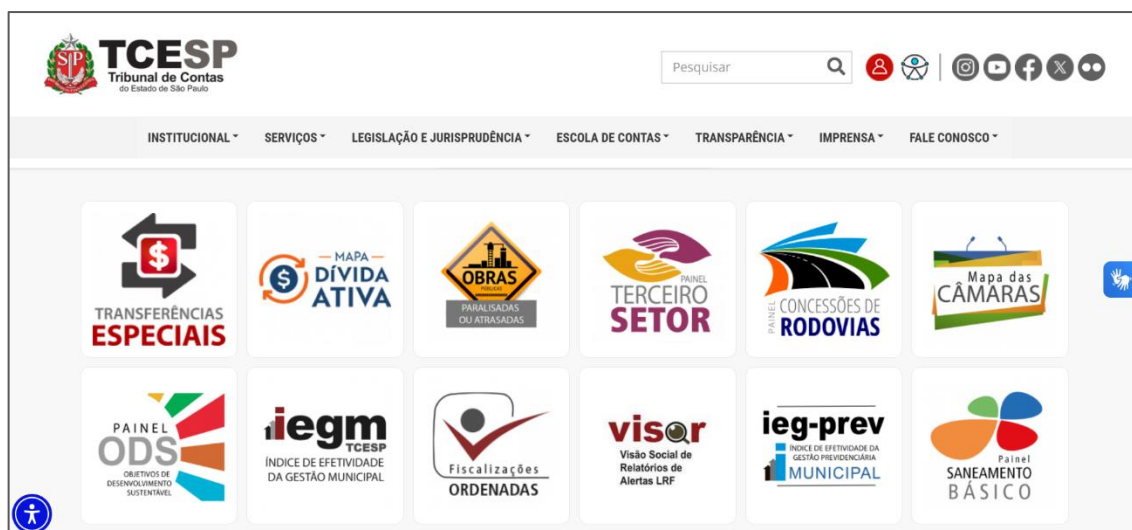 SP
TCESP
Tribunal de Contas
do Estado de São Paulo
Pesquisar
INSTITUCIONAL
SERVIÇOS
LEGISLAÇÃO E JURISPRUDÊNCIA
ESCOLA DE CONTAS
TRANSPARÊNCIA
IMPRENSA
FALE CONOSCO
$
TRANSFERÊNCIAS
ESPECIAIS
MAPA
$ DÍVIDA
ATIVA
OBRAS
PÚBLICAS
PARALISADAS
OU ATRASADAS
PAINEL
TERCEIRO
SETOR
PAINEL
CONCESSÕES DE
RODOVIAS
Mapa das
CÂMARAS
PAINEL
ODS
OBJETIVOS DE
DESENVOLVIMENTO
SUSTENTÁVEL
iegm
TCESP
ÍNDICE DE EFETIVIDADE
DA GESTÃO MUNICIPAL
Fiscalizações
ORDENADAS
visor
Visão Social de
Relatórios de
Alertas LRF
ieg-prev
ÍNDICE DE EFETIVIDADE DA
GESTÃO PREVIDENCIÁRIA
MUNICIPAL
Painel
SANEAMENTO
BÁSICO